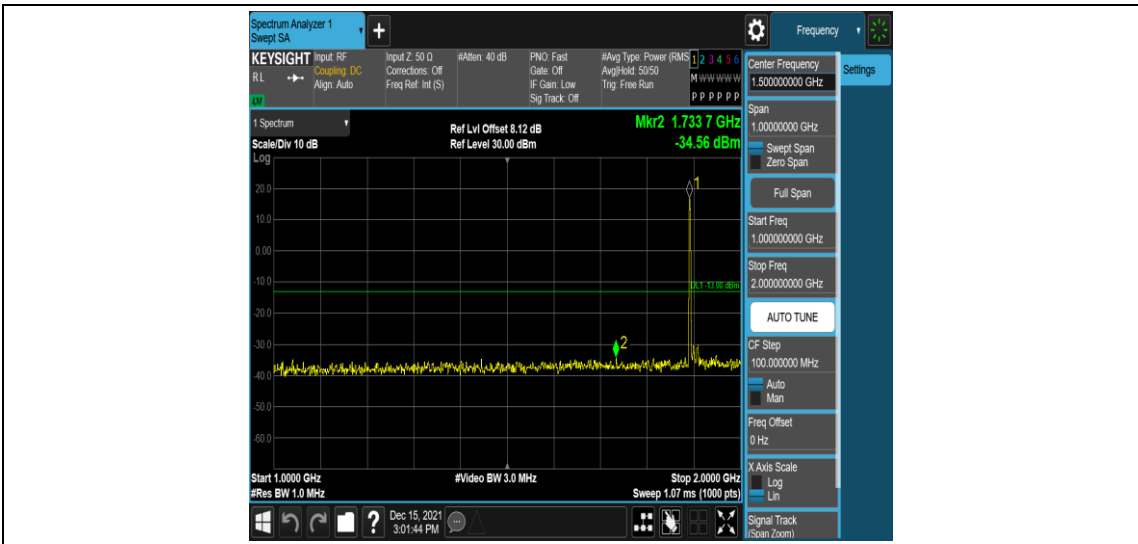 Spectrum Analyzer 1
Swept SA
+
Frequency
KEYSIGHT
RL
LXI
Input: RF
Coupling: DC
Align: Auto
Input Z: 50 Ω
Corrections: Off
Freq Ref: Int (S)
#Atten: 40 dB
PNO: Fast
Gate: Off
IF Gain: Low
Sig Track: Off
#Avg Type: Power (RMS
Avg|Hold: 50/50
Trig: Free Run
1 2 3 4 5 6
M W W W W W
P P P P P P
1 Spectrum
Scale/Div 10 dB
Log
Ref Lvl Offset 8.12 dB
Ref Level 30.00 dBm
Mkr2 1.733 7 GHz
-34.56 dBm
20.0
10.0
0.00
-10.0
-20.0
-30.0
-40.0
-50.0
-60.0
1
DL1 -13.00 dBm
2
Start 1.0000 GHz
#Res BW 1.0 MHz
#Video BW 3.0 MHz
Stop 2.0000 GHz
Sweep 1.07 ms (1000 pts)
?
Dec 15, 2021
3:01:44 PM
Center Frequency
1.500000000 GHz
Settings
Span
1.00000000 GHz
Swept Span
Zero Span
Full Span
Start Freq
1.000000000 GHz
Stop Freq
2.000000000 GHz
AUTO TUNE
CF Step
100.000000 MHz
Auto
Man
Freq Offset
0 Hz
X Axis Scale
Log
Lin
Signal Track
(Span Zoom)